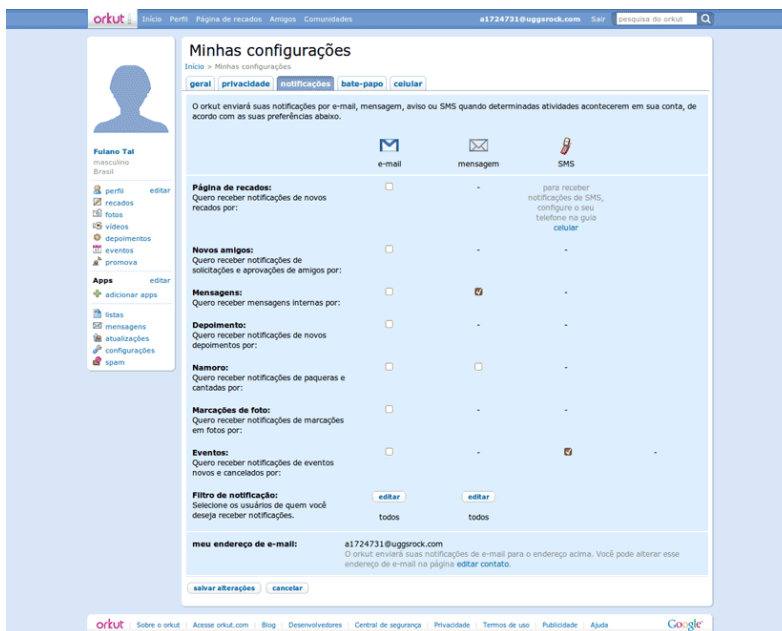 orkut Início Perfil Página de recados Amigos Comunidades a1724731@uggsrock.com Sair pesquisa do orkut
Minhas configurações
Início > Minhas configurações
geral privacidade notificações bate-papo celular
O orkut enviará suas notificações por e-mail, mensagem, aviso ou SMS quando determinadas atividades acontecerem em sua conta, de
acordo com as suas preferências abaixo.
e-mail mensagem SMS
Fulano Tal
masculino
Brasil
perfil editar
recados
fotos
vídeos
depoimentos
eventos
promova
Apps editar
adicionar apps
listas
mensagens
atualizações
configurações
spam
Página de recados:
Quero receber notificações de novos
recados por:
-
para receber
notificações de SMS,
configure o seu
telefone na guia
celular
Novos amigos: - -
Quero receber notificações de
solicitações e aprovações de amigos por:
Mensagens: -
Quero receber mensagens internas por:
Depoimento: - -
Quero receber notificações de novos
depoimentos por:
Namoro: -
Quero receber notificações de paqueras e
cantadas por:
Marcações de foto: - -
Quero receber notificações de marcações
em fotos por:
Eventos: - -
Quero receber notificações de eventos
novos e cancelados por:
Filtro de notificação: editar editar
Selecione os usuários de quem você
deseja receber notificações.
todos todos
meu endereço de e-mail: a1724731@uggsrock.com
O orkut enviará suas notificações de e-mail para o endereço acima. Você pode alterar esse
endereço de e-mail na página editar contato.
salvar alterações cancelar
orkut Sobre o orkut | Acesse orkut.com | Blog | Desenvolvedores | Central de segurança | Privacidade | Termos de uso | Publicidade | Ajuda Google